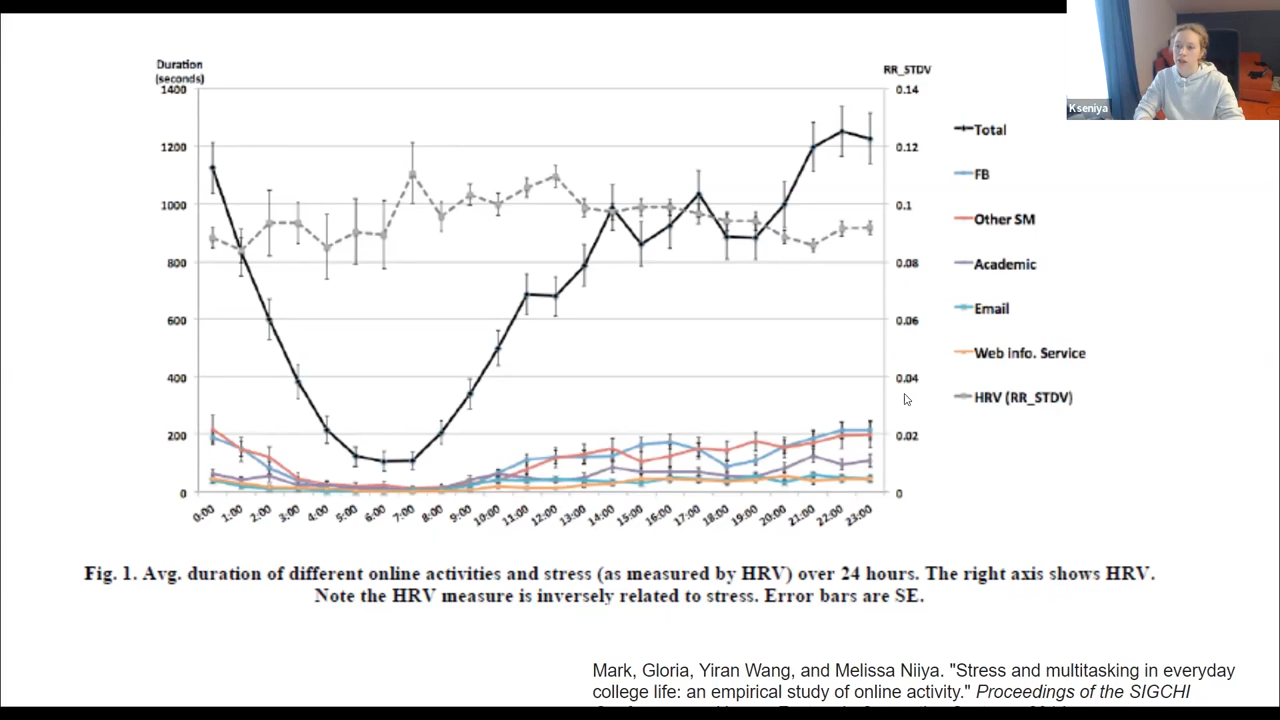 Kseniya
Duration
(seconds)
RR_STDV
1400
1200
1000
800
600
400
200
0
0.14
0.12
0.1
0.08
0.06
0.04
0.02
0
0:00
1:00
2:00
3:00
4:00
5:00
6:00
7:00
8:00
9:00
10:00
11:00
12:00
13:00
14:00
15:00
16:00
17:00
18:00
19:00
20:00
21:00
22:00
23:00
Total
FB
Other SM
Academic
Email
Web info. Service
HRV (RR_STDV)
Fig. 1. Avg. duration of different online activities and stress (as measured by HRV) over 24 hours. The right axis shows HRV.
Note the HRV measure is inversely related to stress. Error bars are SE.
Mark, Gloria, Yiran Wang, and Melissa Niiya. "Stress and multitasking in everyday
college life: an empirical study of online activity." Proceedings of the SIGCHI